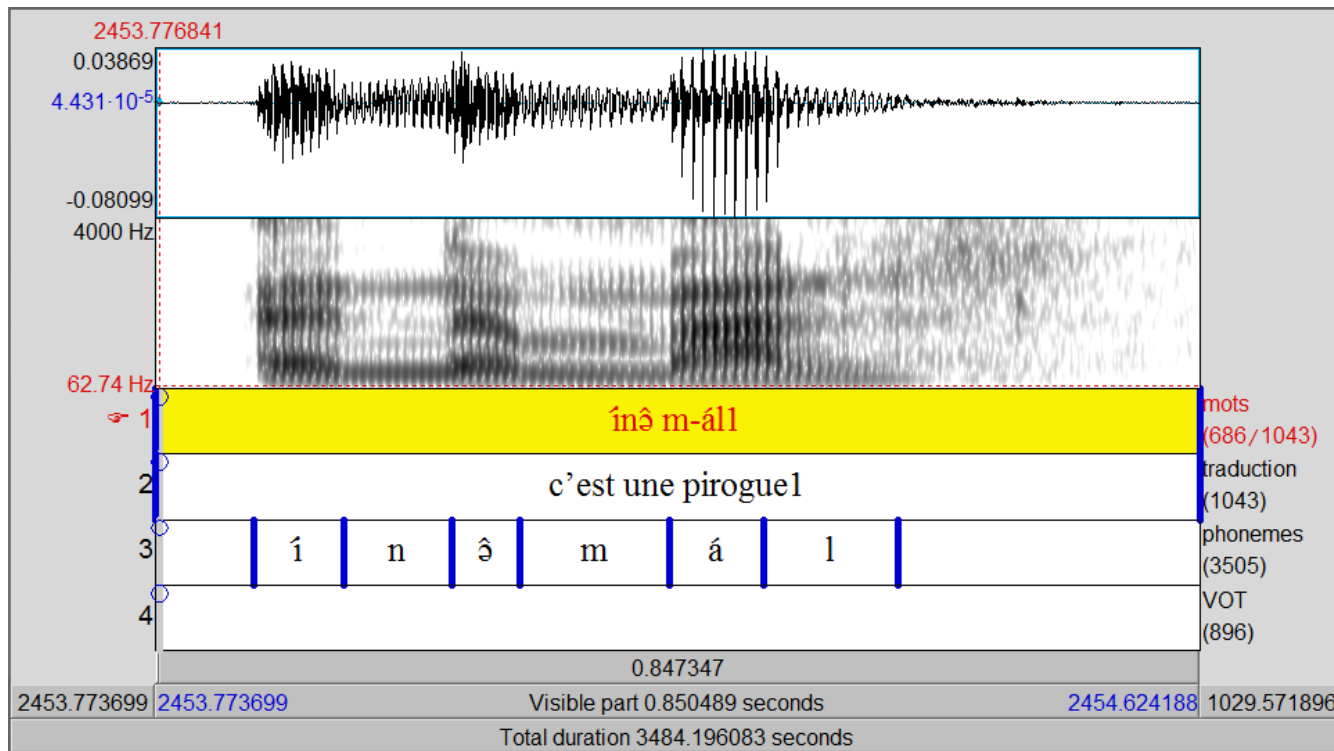 2453.776841
0.03869
4.431·10⁻⁵
-0.08099
4000 Hz
62.74 Hz
☞ 1 ínə̂ m-ál1 mots (686/1043)
2 c’est une pirogue1 traduction (1043)
3 í n ə̂ m á l phonemes (3505)
4 VOT (896)
0.847347
2453.773699 2453.773699 Visible part 0.850489 seconds 2454.624188 1029.571896
Total duration 3484.196083 seconds